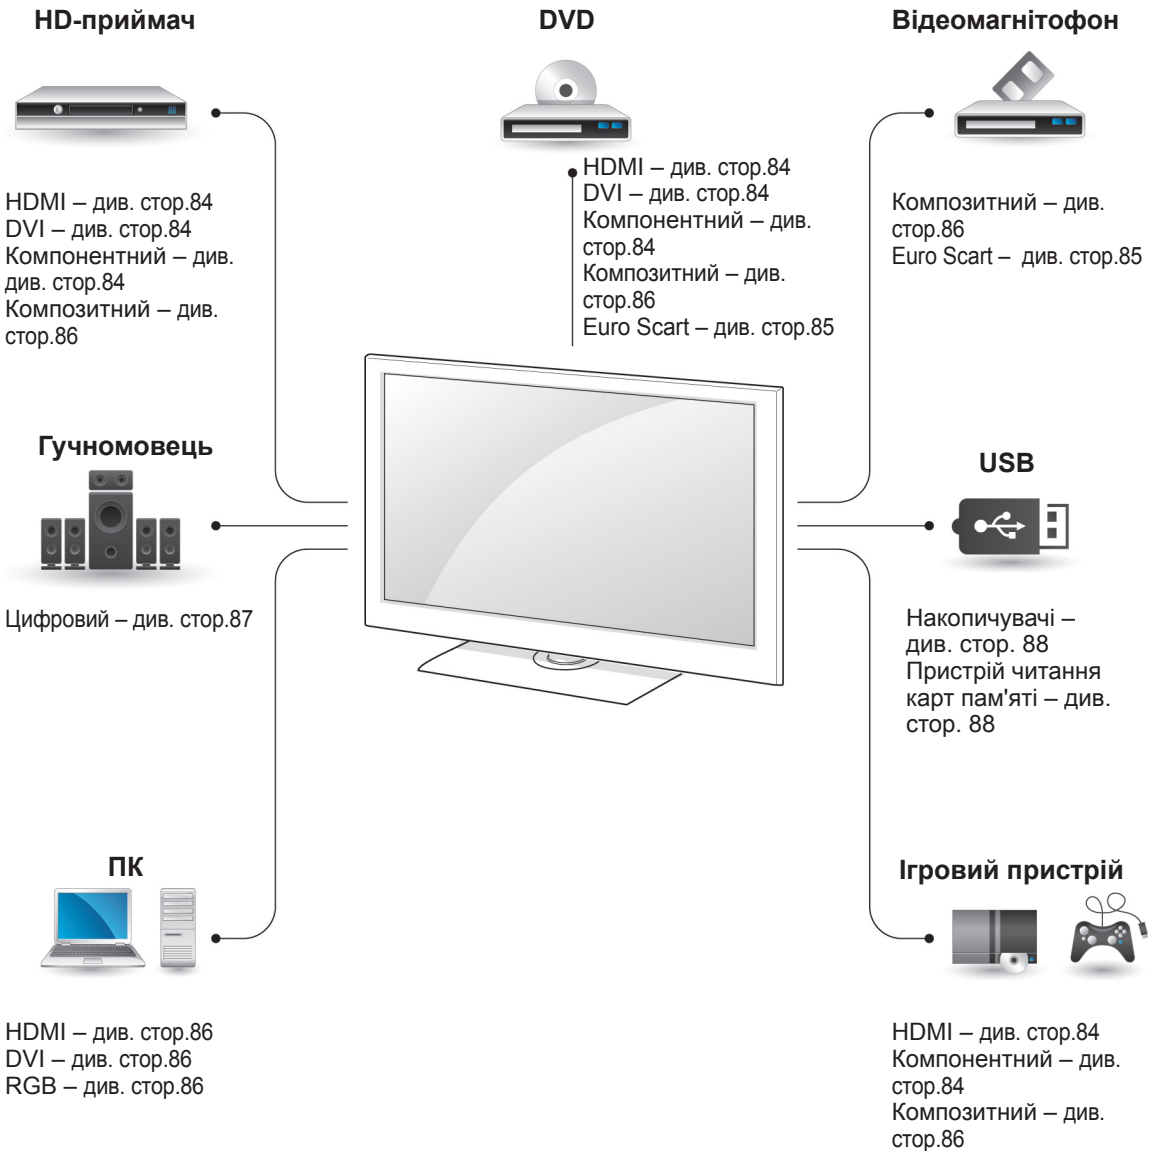 HD-приймач
HDMI – див. стор.84
DVI – див. стор.84
Компонентний – див.
див. стор.84
Композитний – див.
стор.86
DVD
HDMI – див. стор.84
DVI – див. стор.84
Компонентний – див.
стор.84
Композитний – див.
стор.86
Euro Scart – див. стор.85
Відеомагнітофон
Композитний – див.
стор.86
Euro Scart – див. стор.85
Гучномовець
Цифровий – див. стор.87
USB
Накопичувачі –
див. стор. 88
Пристрій читання
карт пам'яті – див.
стор. 88
ПК
HDMI – див. стор.86
DVI – див. стор.86
RGB – див. стор.86
Ігровий пристрій
HDMI – див. стор.84
Компонентний – див.
стор.84
Композитний – див.
стор.86